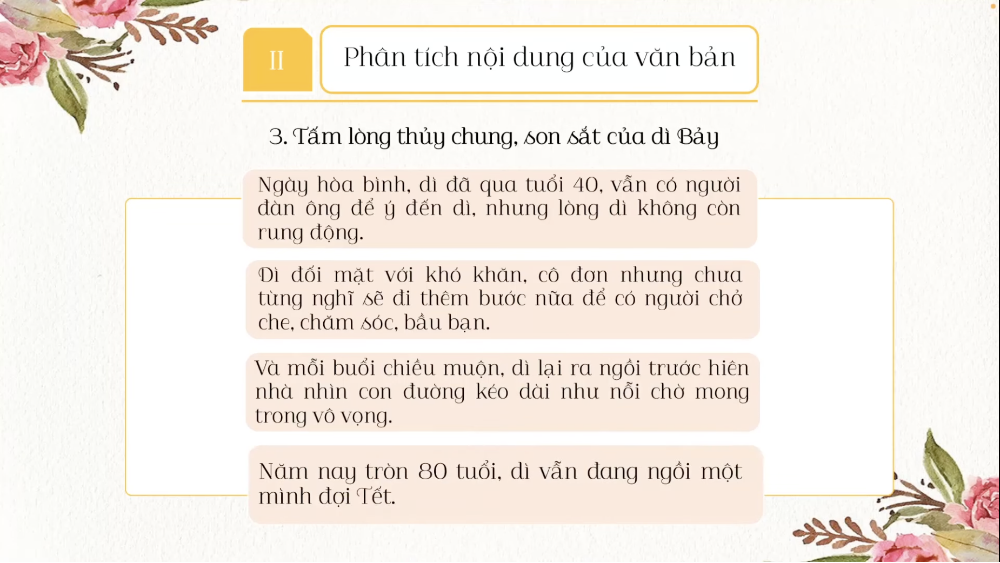 II
Phân tích nội dung của văn bản
3. Tấm lòng thủy chung, son sắt của dì Bảy
Ngày hòa bình, dì đã qua tuổi 40, vẫn có người
đàn ông để ý đến dì, nhưng lòng dì không còn
rung động.
Dì đối mặt với khó khăn, cô đơn nhưng chưa
từng nghĩ sẽ đi thêm bước nữa để có người chở
che, chăm sóc, bầu bạn.
Và mỗi buổi chiều muộn, dì lại ra ngồi trước hiên
nhà nhìn con đường kéo dài như nỗi chờ mong
trong vô vọng.
Năm nay tròn 80 tuổi, dì vẫn đang ngồi một
mình đợi Tết.